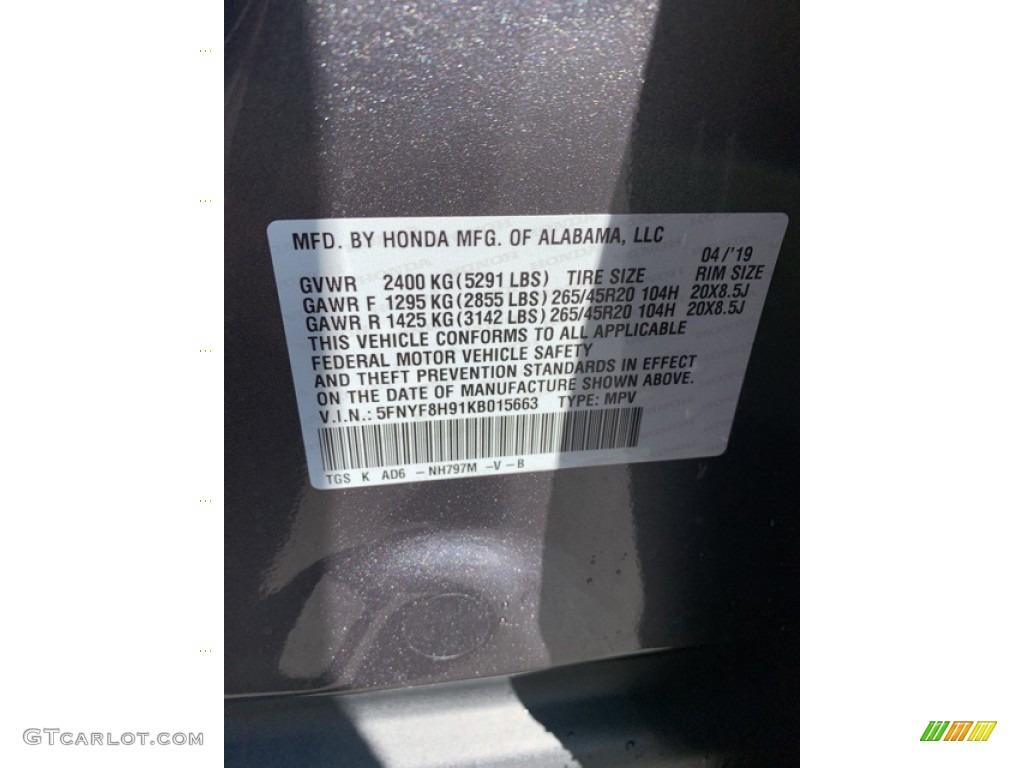 MFD. BY HONDA MFG. OF ALABAMA, LLC
04/'19
GVWR 2400 KG(5291 LBS) TIRE SIZE RIM SIZE
GAWR F 1295 KG(2855 LBS) 265/45R20 104H 20X8.5J
GAWR R 1425 KG(3142 LBS) 265/45R20 104H 20X8.5J
THIS VEHICLE CONFORMS TO ALL APPLICABLE
FEDERAL MOTOR VEHICLE SAFETY
AND THEFT PREVENTION STANDARDS IN EFFECT
ON THE DATE OF MANUFACTURE SHOWN ABOVE.
V.I.N.: 5FNYF8H91KB015663 TYPE: MPV
TGS K AD6 -NH797M -V-B
GTCARLOT.COM